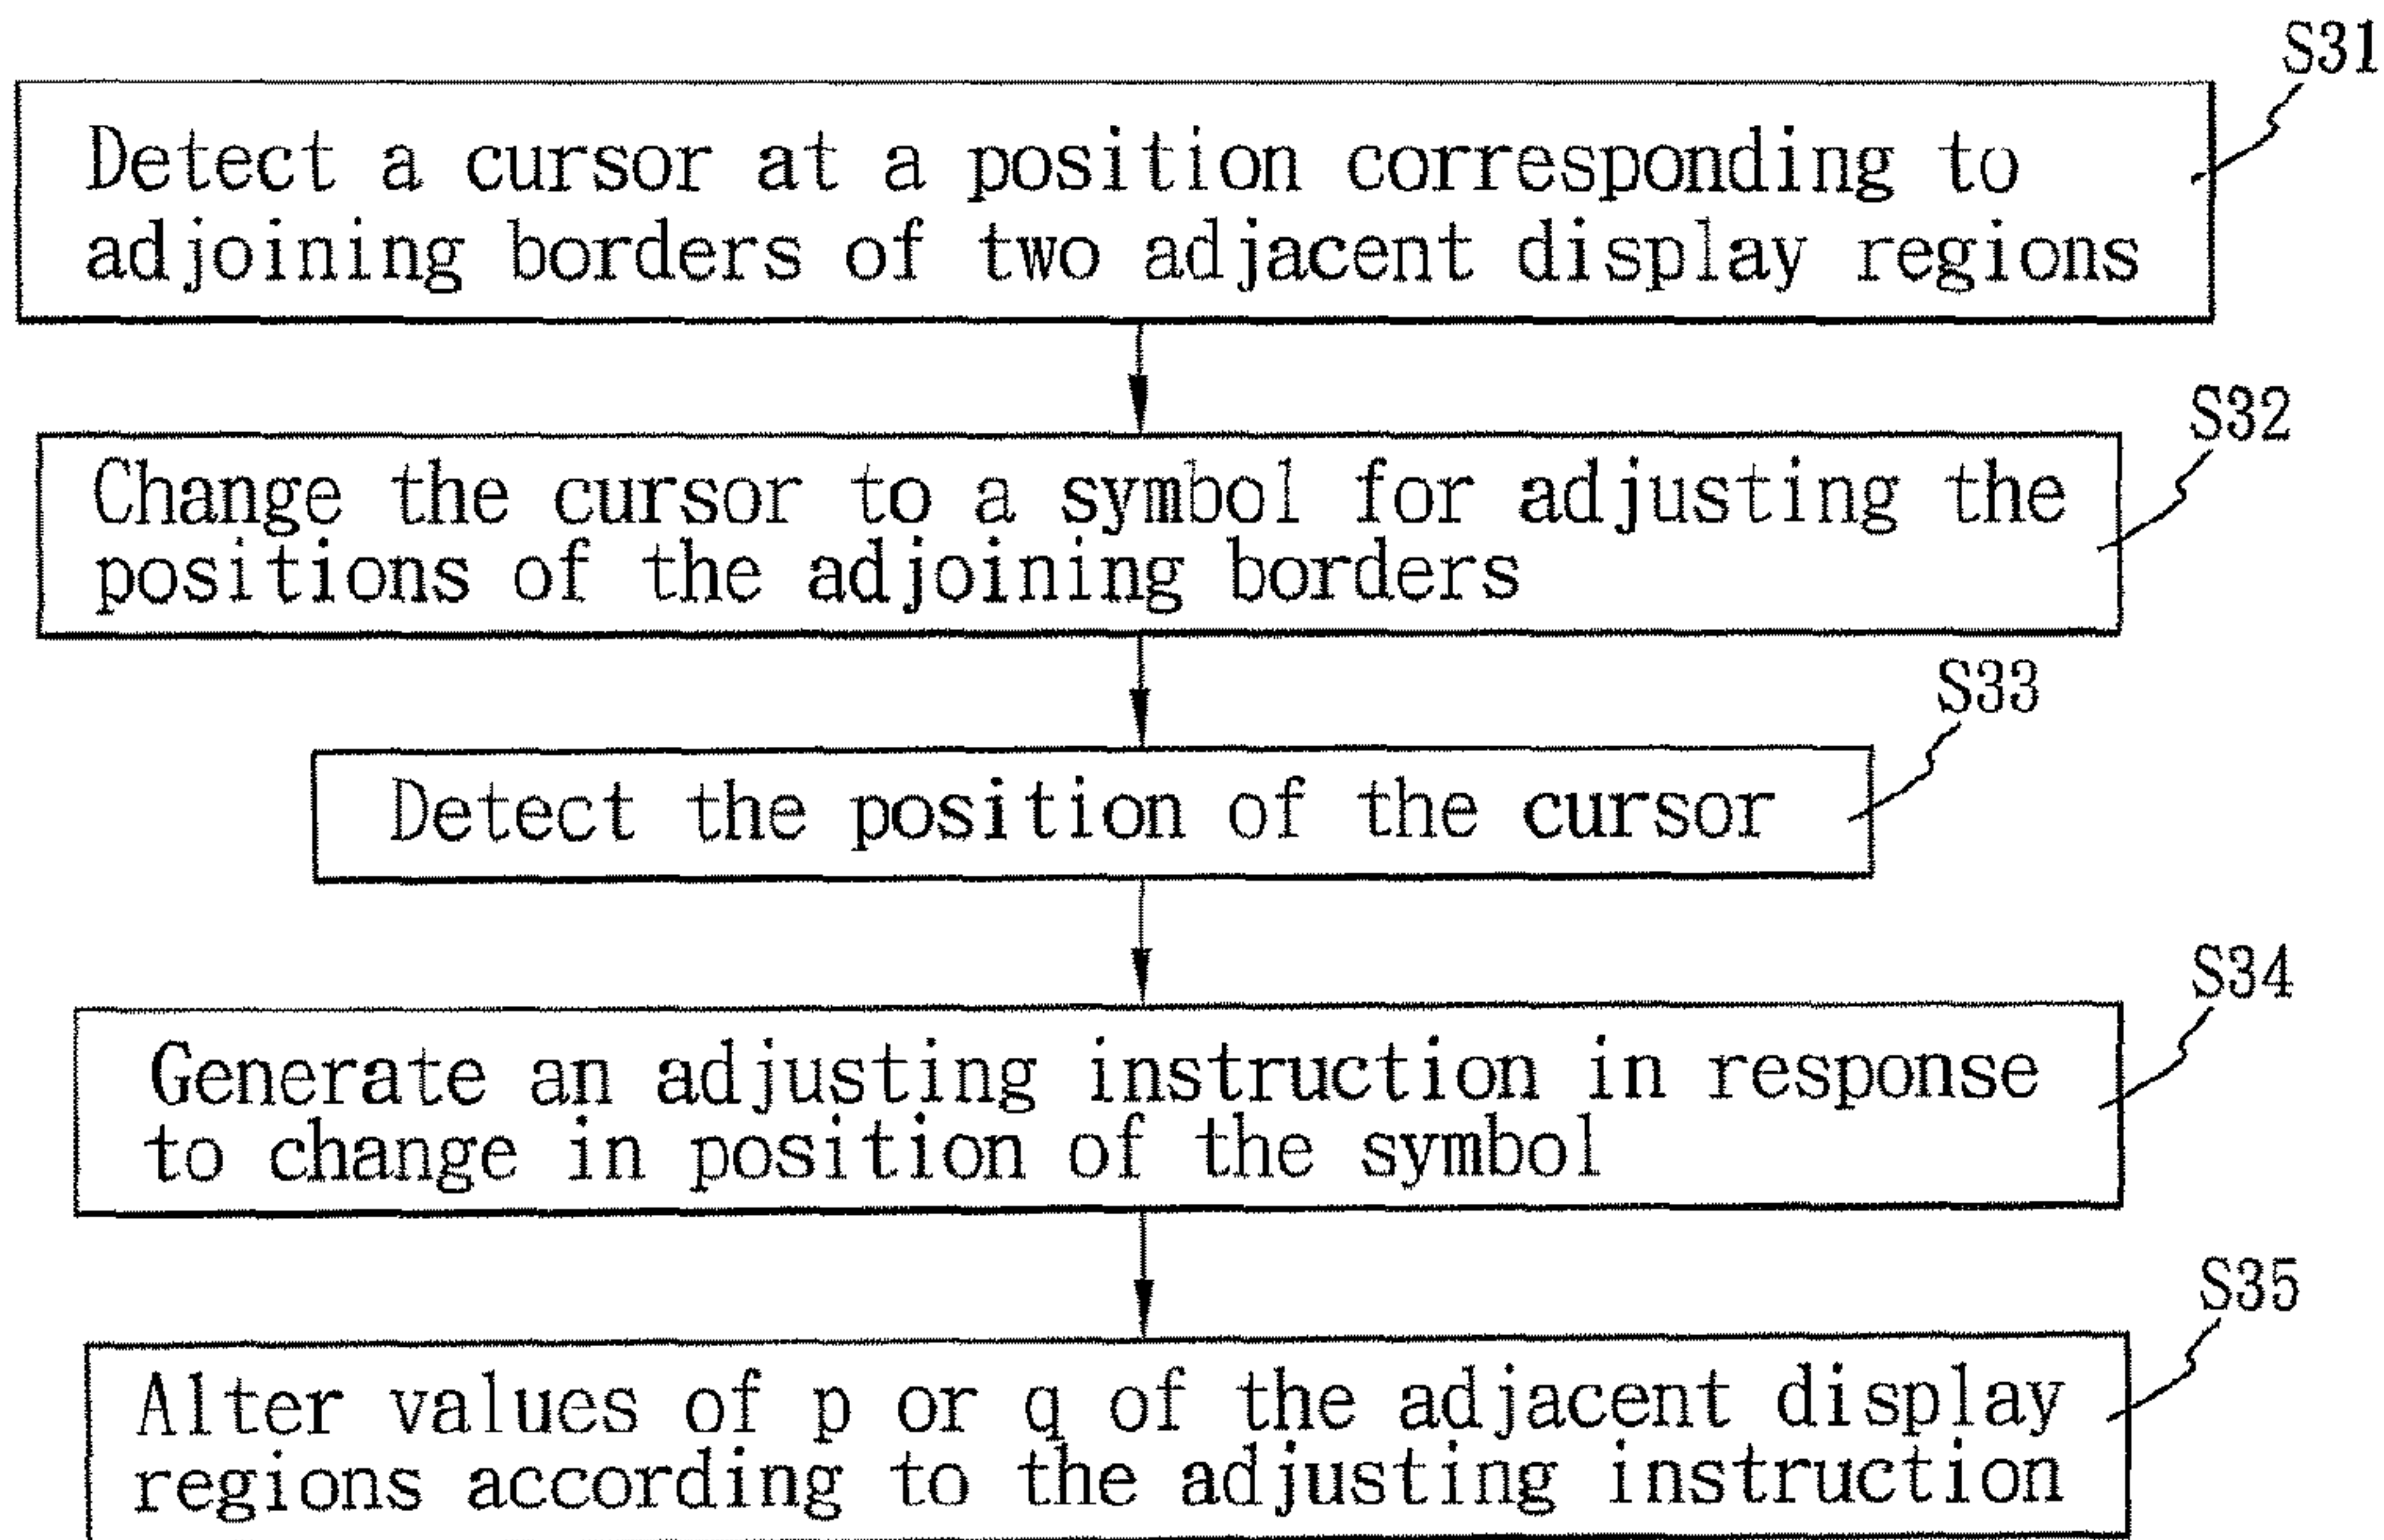 S31
Detect a cursor at a position corresponding to
adjoining borders of two adjacent display regions
S32
Change the cursor to a symbol for adjusting the
positions of the adjoining borders
S33
Detect the position of the cursor
S34
Generate an adjusting instruction in response
to change in position of the symbol
S35
Alter values of p or q of the adjacent display
regions according to the adjusting instruction